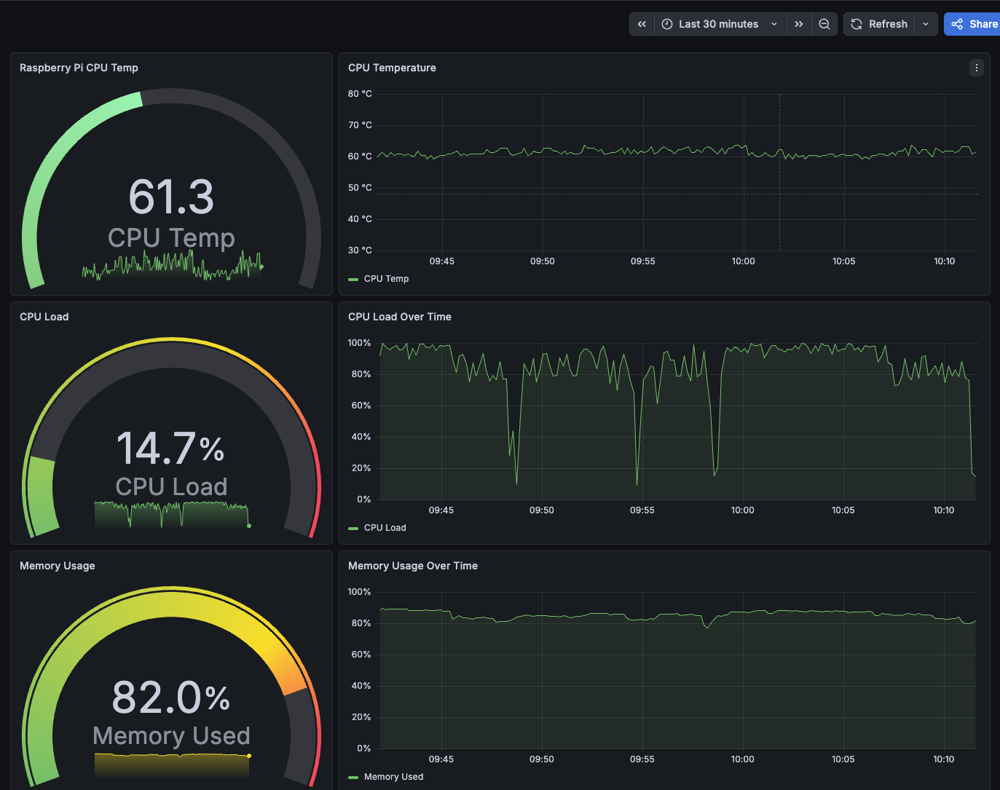 Last 30 minutes
Refresh
Share
Raspberry Pi CPU Temp
61.3
CPU Temp
CPU Temperature
80 °C
70 °C
60 °C
50 °C
40 °C
30 °C
09:45 09:50 09:55 10:00 10:05 10:10
CPU Temp
CPU Load
14.7%
CPU Load
CPU Load Over Time
100%
80%
60%
40%
20%
0%
09:45 09:50 09:55 10:00 10:05 10:10
CPU Load
Memory Usage
82.0%
Memory Used
Memory Usage Over Time
100%
80%
60%
40%
20%
0%
09:45 09:50 09:55 10:00 10:05 10:10
Memory Used